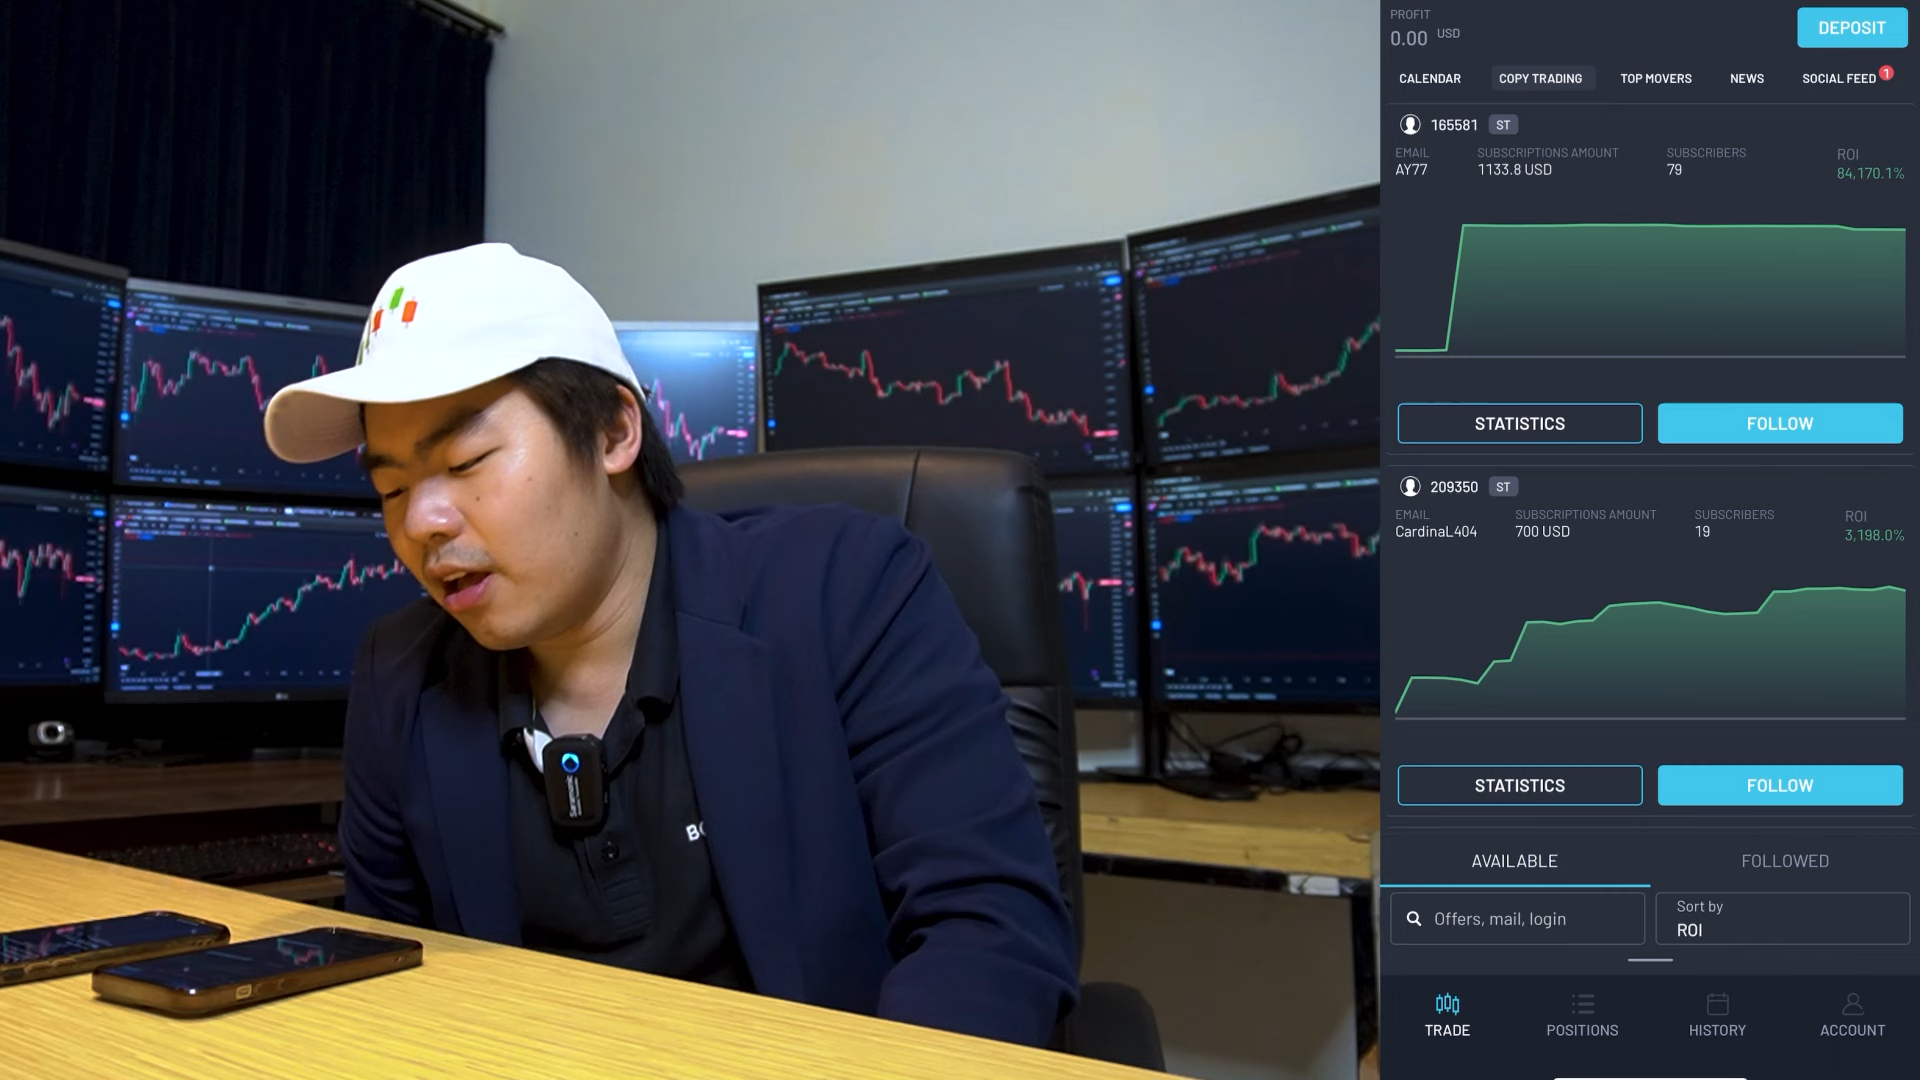 PROFIT
0.00 USD
DEPOSIT
CALENDAR COPY TRADING TOP MOVERS NEWS SOCIAL FEED 1
165581 ST
EMAIL SUBSCRIPTIONS AMOUNT SUBSCRIBERS ROI
AY77 1133.8 USD 79 84,170.1%
STATISTICS FOLLOW
209350 ST
EMAIL SUBSCRIPTIONS AMOUNT SUBSCRIBERS ROI
CardinaL404 700 USD 19 3,198.0%
STATISTICS FOLLOW
AVAILABLE FOLLOWED
Offers, mail, login
Sort by
ROI
TRADE POSITIONS HISTORY ACCOUNT
Saramonic